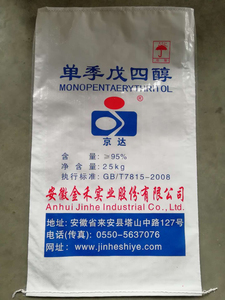 单季戊四醇
MONOPENTAERYTHRITOL
京达
含 量: ≥95%
净 重: 25kg
执行标准: GB/T7815-2008
安徽金禾实业股份有限公司
Anhui Jinhe Industrial Co., Ltd.
地址: 安徽省来安县塔山中路127号
电话(传真): 0550-5637076
网址: www.jinheshiye.com